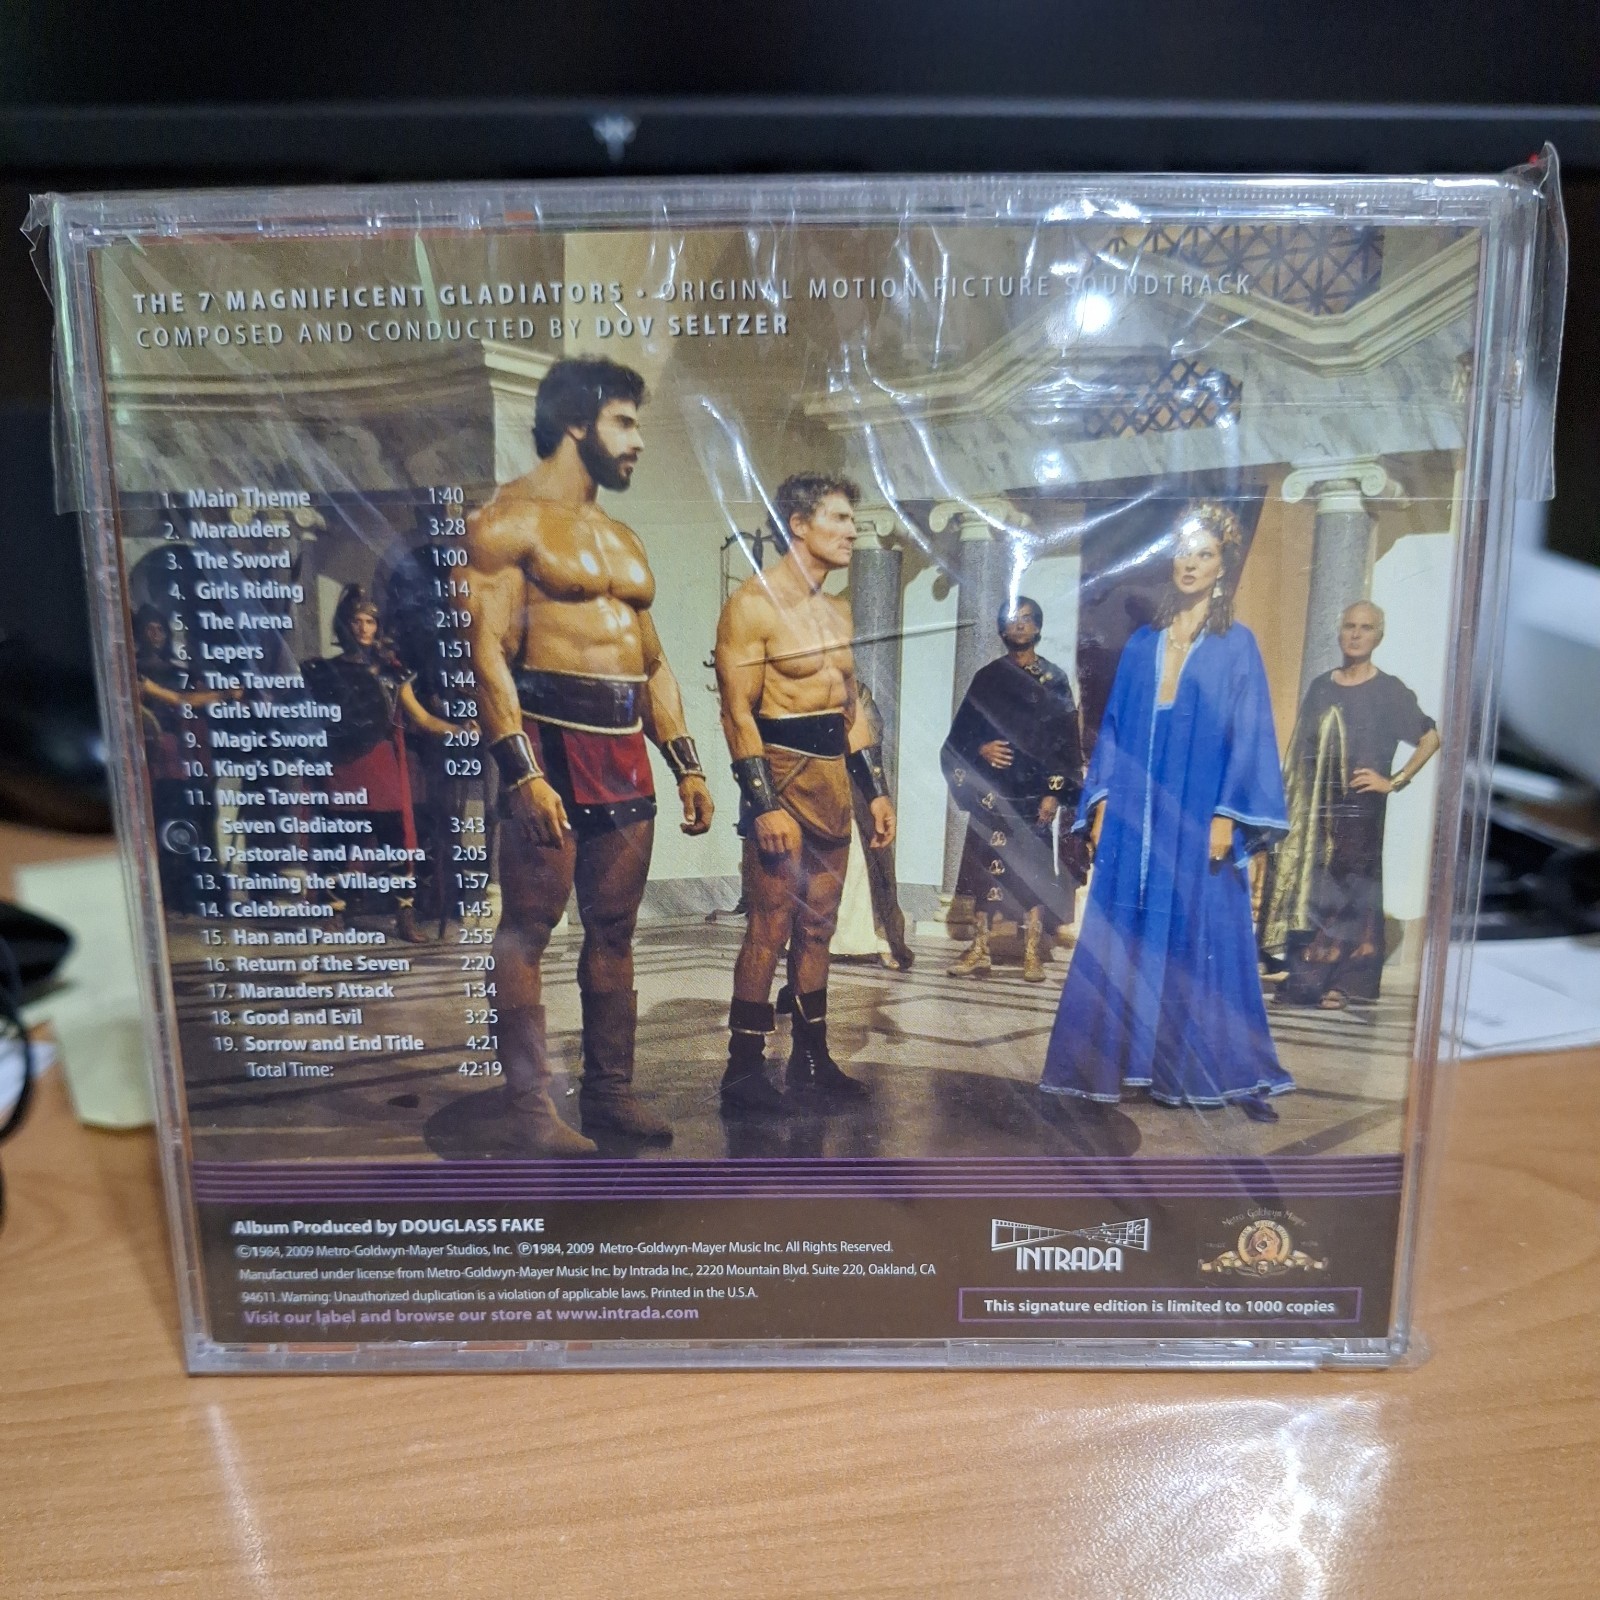 THE 7 MAGNIFICENT GLADIATORS • ORIGINAL MOTION PICTURE SOUNDTRACK
COMPOSED AND CONDUCTED BY DOV SELTZER
1. Main Theme 1:40
2. Marauders 3:28
3. The Sword 1:00
4. Girls Riding 1:14
5. The Arena 2:19
6. Lepers 1:51
7. The Tavern 1:44
8. Girls Wrestling 1:28
9. Magic Sword 2:09
10. King's Defeat 0:29
11. More Tavern and
Seven Gladiators 3:43
12. Pastorale and Anakora 2:05
13. Training the Villagers 1:57
14. Celebration 1:45
15. Han and Pandora 2:55
16. Return of the Seven 2:20
17. Marauders Attack 1:34
18. Good and Evil 3:25
19. Sorrow and End Title 4:21
Total Time: 42:19
Album Produced by DOUGLASS FAKE
©1984, 2009 Metro-Goldwyn-Mayer Studios, Inc. ℗1984, 2009 Metro-Goldwyn-Mayer Music Inc. All Rights Reserved.
Manufactured under license from Metro-Goldwyn-Mayer Music Inc. by Intrada Inc., 2220 Mountain Blvd. Suite 220, Oakland, CA
94611. Warning: Unauthorized duplication is a violation of applicable laws. Printed in the U.S.A.
Visit our label and browse our store at www.intrada.com
INTRADA
Metro Goldwyn Mayer
This signature edition is limited to 1000 copies